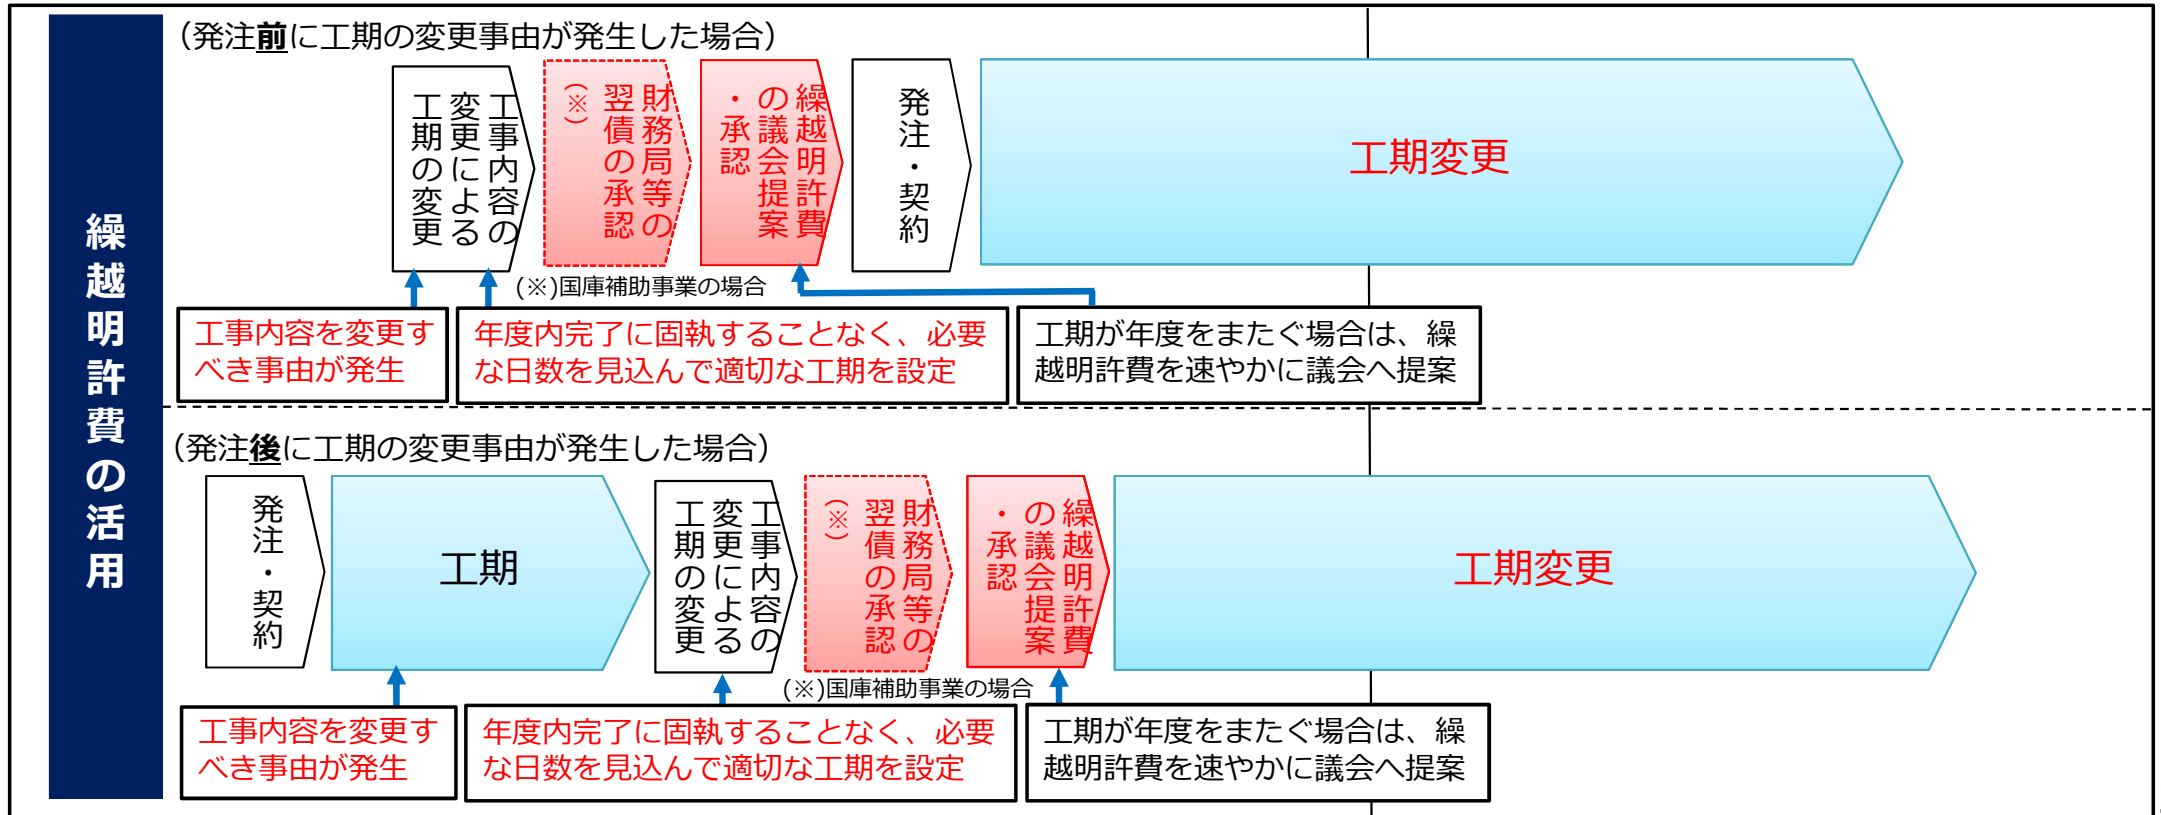 繰越明許費の活用
（発注前に工期の変更事由が発生した場合）
工事内容の
変更による
工期の変更
財務局等の
翌債の承認
（※）
繰越明許費
の議会提案
・承認
発注・契約
工期変更
(※)国庫補助事業の場合
工事内容を変更す
べき事由が発生
年度内完了に固執することなく、必要
な日数を見込んで適切な工期を設定
工期が年度をまたぐ場合は、繰
越明許費を速やかに議会へ提案
（発注後に工期の変更事由が発生した場合）
発注・契約
工期
工事内容の
変更による
工期の変更
財務局等の
翌債の承認
（※）
繰越明許費
の議会提案
・承認
工期変更
(※)国庫補助事業の場合
工事内容を変更す
べき事由が発生
年度内完了に固執することなく、必要
な日数を見込んで適切な工期を設定
工期が年度をまたぐ場合は、繰
越明許費を速やかに議会へ提案